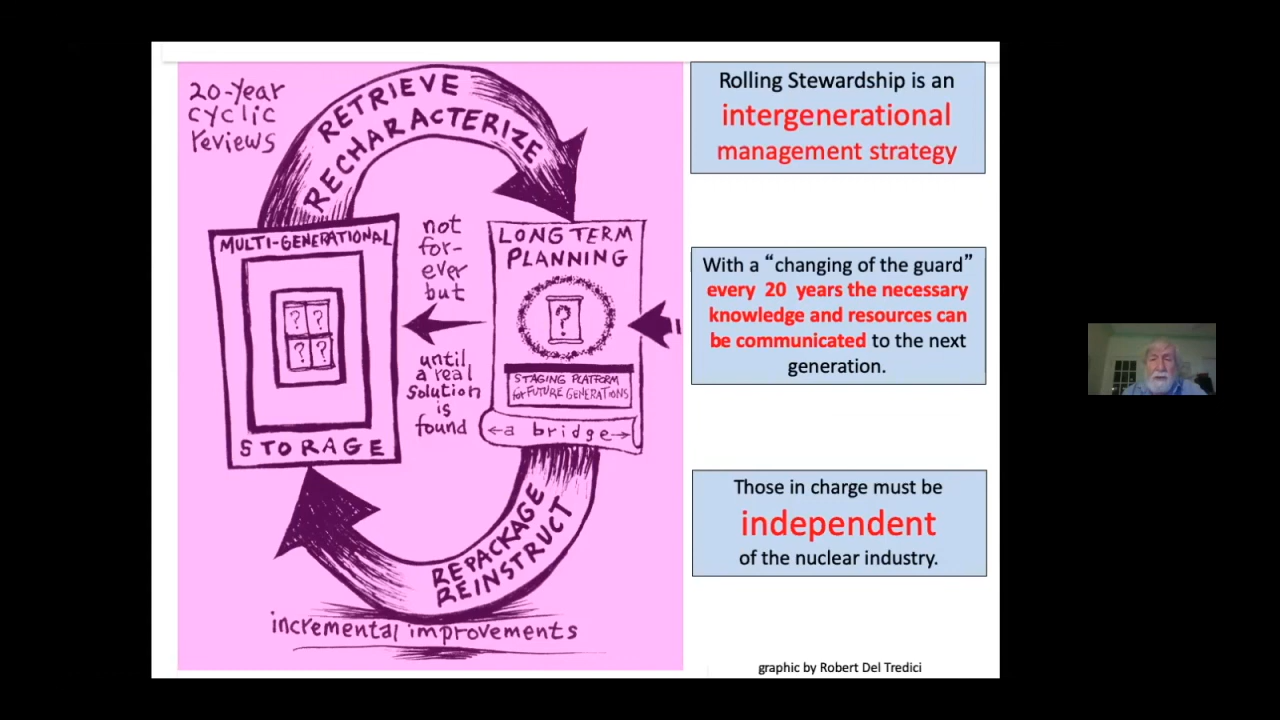 20-Year
cyclic
reviews
RETRIEVE
RECHARACTERIZE
MULTI-GENERATIONAL
? ?
? ?
STORAGE
not
for-
ever
but
until
a real
solution
is
found
LONG TERM
PLANNING
?
STAGING PLATFORM
for FUTURE GENERATIONS
a bridge
REPACKAGE
REINSTRUCT
incremental improvements
Rolling Stewardship is an
intergenerational
management strategy
With a “changing of the guard”
every 20 years the necessary
knowledge and resources can
be communicated to the next
generation.
Those in charge must be
independent
of the nuclear industry.
graphic by Robert Del Tredici